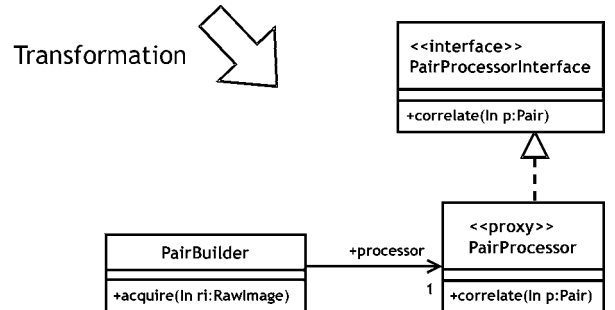 Transformation
<<interface>>
PairProcessorInterface
+correlate(In p:Pair)
<<proxy>>
PairProcessor
+correlate(In p:Pair)
PairBuilder
+acquire(In ri:RawImage)
+processor
1